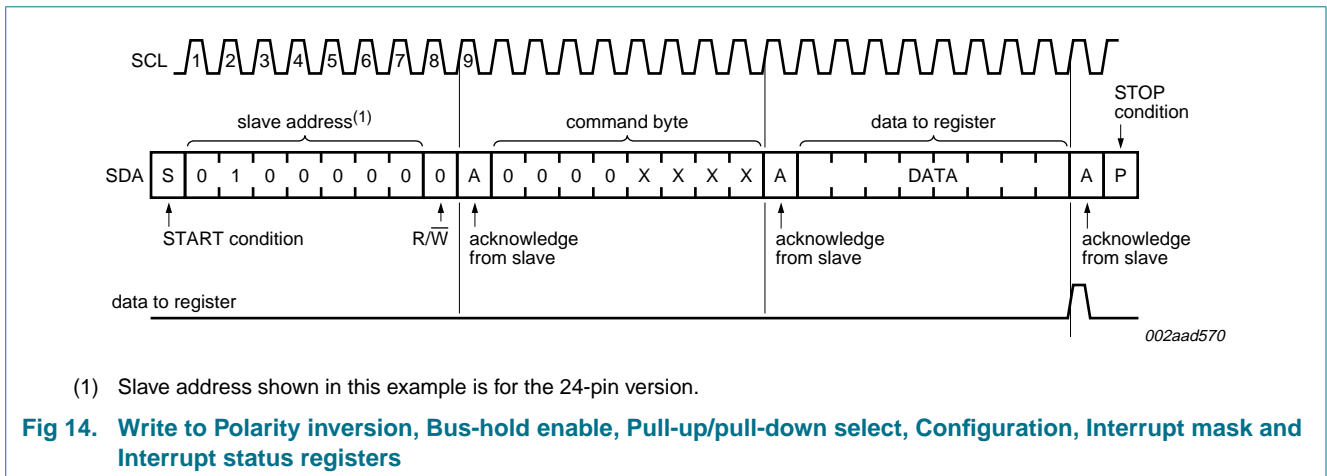 SCL 1 2 3 4 5 6 7 8 9
STOP
condition
slave address(1) command byte data to register
SDA S 0 1 0 0 0 0 0 0 A 0 0 0 0 X X X X A DATA A P
START condition R/W̅ acknowledge
from slave acknowledge
from slave acknowledge
from slave
data to register
002aad570
(1) Slave address shown in this example is for the 24-pin version.
Fig 14. Write to Polarity inversion, Bus-hold enable, Pull-up/pull-down select, Configuration, Interrupt mask and
Interrupt status registers